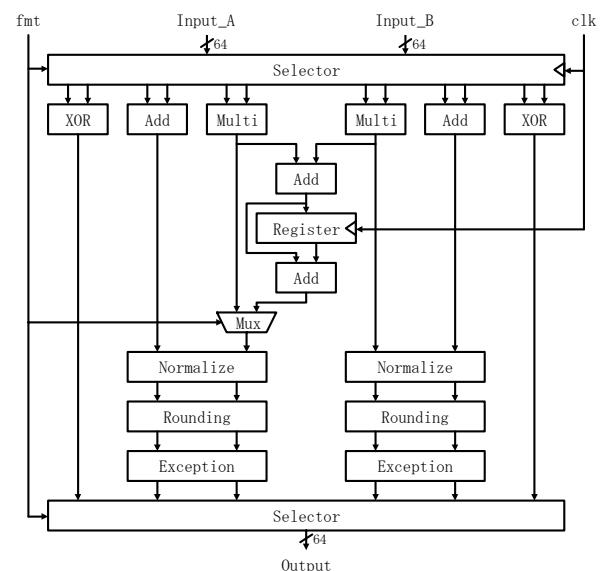 fmt Input_A Input_B clk
64 64
Selector
XOR Add Multi Multi Add XOR
Add
Register
Add
Mux
Normalize Normalize
Rounding Rounding
Exception Exception
Selector
64
Output